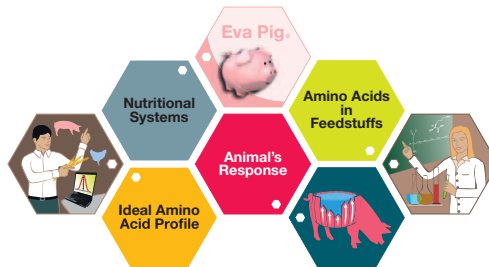 Eva Pig®
Nutritional
Systems
Amino Acids
in
Feedstuffs
Animal's
Response
Ideal Amino
Acid Profile